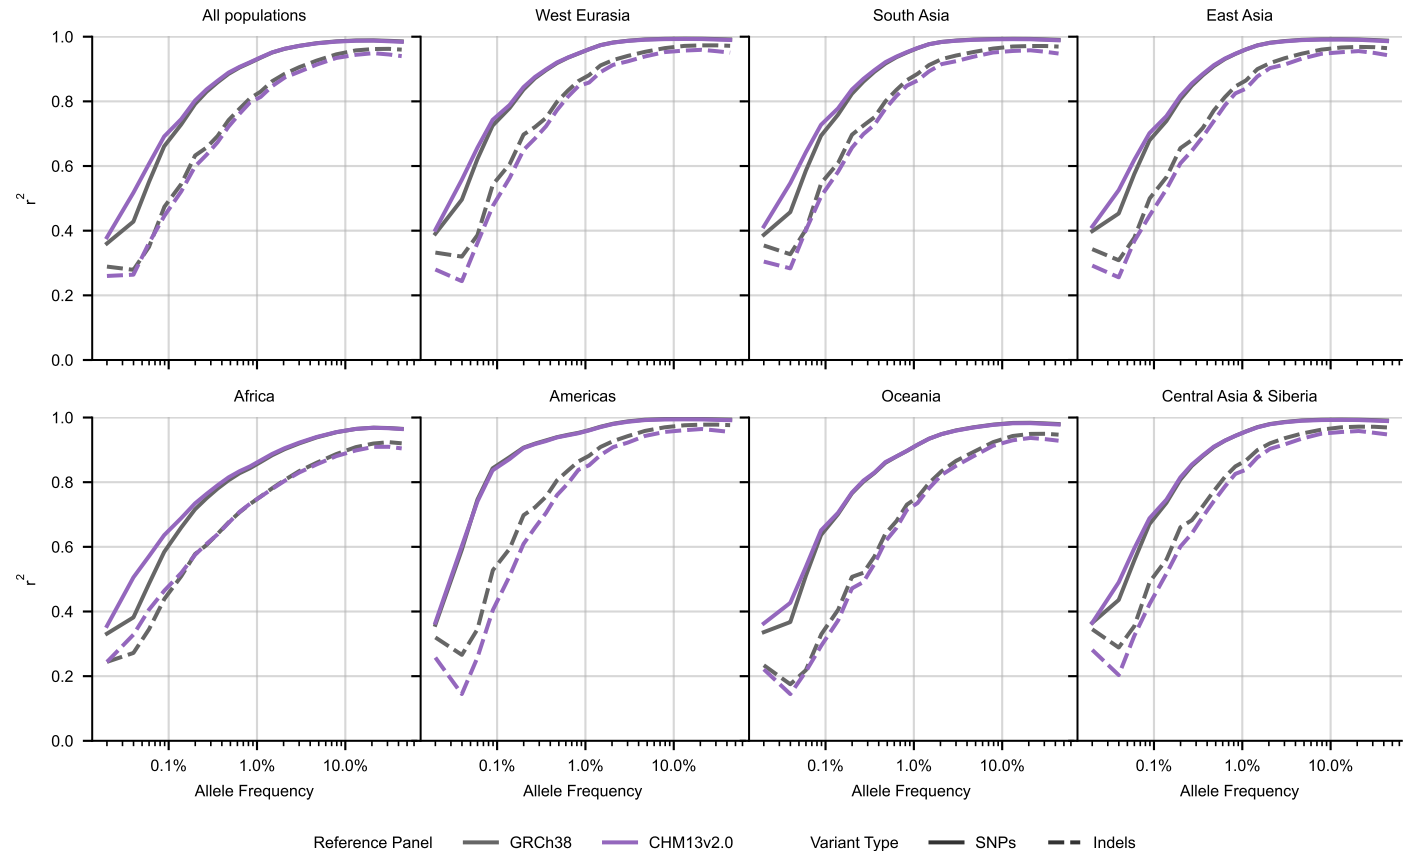 All populations
West Eurasia
South Asia
East Asia
1.0
0.8
0.6
0.4
0.2
0.0
r²
Africa
Americas
Oceania
Central Asia & Siberia
1.0
0.8
0.6
0.4
0.2
0.0
r²
0.1% 1.0% 10.0%
0.1% 1.0% 10.0%
0.1% 1.0% 10.0%
0.1% 1.0% 10.0%
Allele Frequency
Allele Frequency
Allele Frequency
Allele Frequency
Reference Panel GRCh38 CHM13v2.0 Variant Type SNPs Indels